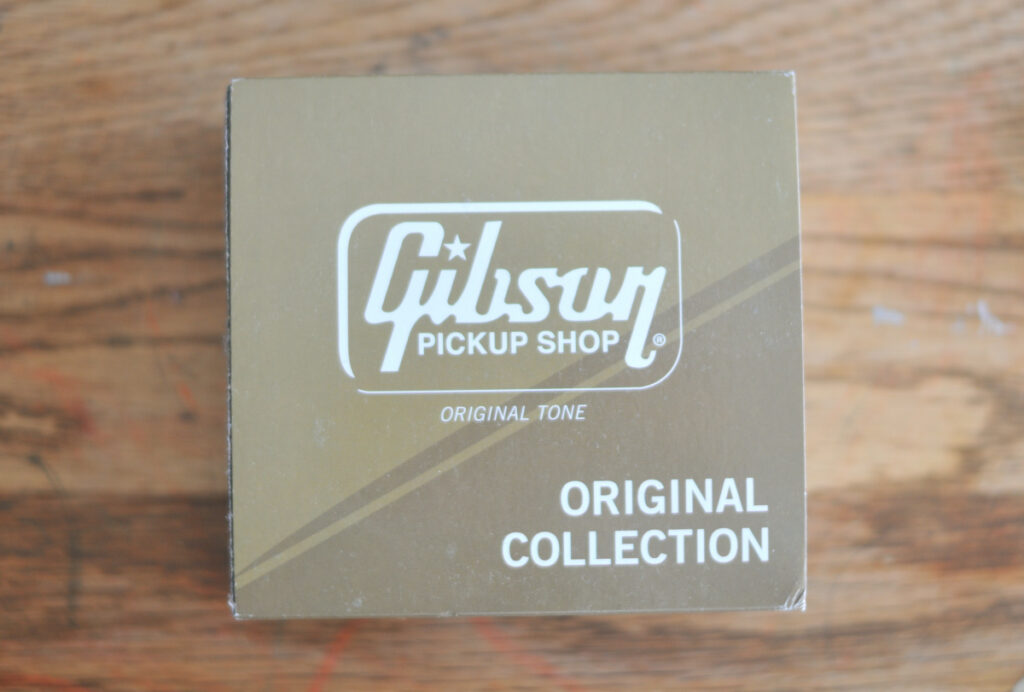 Gibson
PICKUP SHOP ®
ORIGINAL TONE
ORIGINAL
COLLECTION